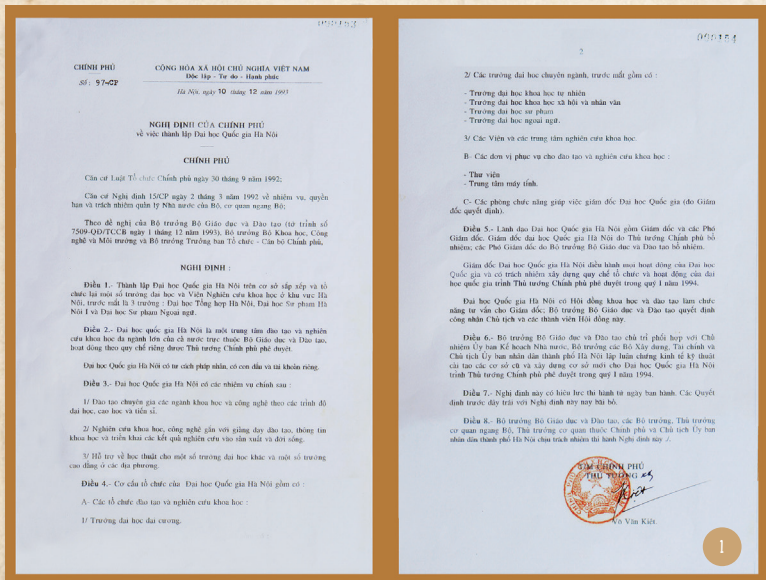 CHÍNH PHỦ
Số: 97-CP
CỘNG HÒA XÃ HỘI CHỦ NGHĨA VIỆT NAM
Độc lập - Tự do - Hạnh phúc
Hà Nội, ngày 10 tháng 12 năm 1993
NGHỊ ĐỊNH CỦA CHÍNH PHỦ
về việc thành lập Đại học Quốc gia Hà Nội
CHÍNH PHỦ
Căn cứ Luật Tổ chức Chính phủ ngày 30 tháng 9 năm 1992;
Căn cứ Nghị định 15/CP ngày 2 tháng 3 năm 1992 về nhiệm vụ, quyền
hạn và trách nhiệm quản lý Nhà nước của Bộ, cơ quan ngang Bộ;
Theo đề nghị của Bộ trưởng Bộ Giáo dục và Đào tạo (tờ trình số
7509-QĐ/TCCB ngày 1 tháng 12 năm 1993), Bộ trưởng Bộ Khoa học, Công
nghệ và Môi trường và Bộ trưởng Trưởng ban Tổ chức - Cán bộ Chính phủ,
NGHỊ ĐỊNH :
Điều 1.- Thành lập Đại học Quốc gia Hà Nội trên cơ sở sắp xếp và tổ
chức lại một số trường đại học và Viện Nghiên cứu khoa học ở khu vực Hà
Nội, trước mắt là 3 trường : Đại học Tổng hợp Hà Nội, Đại học Sư phạm Hà
Nội I và Đại học Sư phạm Ngoại ngữ.
Điều 2.- Đại học quốc gia Hà Nội là một trung tâm đào tạo và nghiên
cứu khoa học đa ngành lớn của cả nước trực thuộc Bộ Giáo dục và Đào tạo,
hoạt động theo quy chế riêng được Thủ tướng Chính phủ phê duyệt.
Đại học Quốc gia Hà Nội có tư cách pháp nhân, có con dấu và tài khoản riêng.
Điều 3.- Đại học Quốc gia Hà Nội có các nhiệm vụ chính sau :
1/ Đào tạo chuyên gia các ngành khoa học và công nghệ theo các trình độ
đại học, cao học và tiến sĩ.
2/ Nghiên cứu khoa học, công nghệ gắn với giảng dạy đào tạo, thông tin
khoa học và triển khai các kết quả nghiên cứu vào sản xuất và đời sống.
3/ Hỗ trợ về học thuật cho một số trường đại học khác và một số trường
cao đẳng ở các địa phương.
Điều 4.- Cơ cấu tổ chức của Đại học Quốc gia Hà Nội gồm có :
A- Các tổ chức đào tạo và nghiên cứu khoa học :
1/ Trường đại học đại cương.
2
2/ Các trường đại học chuyên ngành, trước mắt gồm có :
- Trường đại học khoa học tự nhiên
- Trường đại học khoa học xã hội và nhân văn
- Trường đại học sư phạm
- Trường đại học ngoại ngữ.
3/ Các Viện và các trung tâm nghiên cứu khoa học.
B- Các đơn vị phục vụ cho đào tạo và nghiên cứu khoa học :
- Thư viện
- Trung tâm máy tính.
C- Các phòng chức năng giúp việc giám đốc Đại học Quốc gia (do Giám
đốc quyết định).
Điều 5.- Lãnh đạo Đại học Quốc gia Hà Nội gồm Giám đốc và các Phó
Giám đốc. Giám đốc đại học Quốc gia Hà Nội do Thủ tướng Chính phủ bổ
nhiệm; các Phó Giám đốc do Bộ trưởng Bộ Giáo dục và Đào tạo bổ nhiệm.
Giám đốc Đại học Quốc gia Hà Nội điều hành mọi hoạt động của Đại học
Quốc gia và có trách nhiệm xây dựng quy chế tổ chức và hoạt động của đại
học quốc gia trình Thủ tướng Chính phủ phê duyệt trong quý I năm 1994.
Đại học Quốc gia Hà Nội có Hội đồng khoa học và đào tạo làm chức
năng tư vấn cho Giám đốc; Bộ trưởng Bộ Giáo dục và Đào tạo quyết định
công nhận Chủ tịch và các thành viên Hội đồng này.
Điều 6.- Bộ trưởng Bộ Giáo dục và Đào tạo chủ trì phối hợp với Chủ
nhiệm Ủy ban Kế hoạch Nhà nước, Bộ trưởng các Bộ Xây dựng, Tài chính và
Chủ tịch Ủy ban nhân dân thành phố Hà Nội lập luận chứng kinh tế kỹ thuật
cải tạo các cơ sở cũ và xây dựng cơ sở mới cho Đại học Quốc gia Hà Nội
trình Thủ tướng Chính phủ phê duyệt trong quý I năm 1994.
Điều 7.- Nghị định này có hiệu lực thi hành từ ngày ban hành. Các Quyết
định trước đây trái với Nghị định này nay bãi bỏ.
Điều 8.- Bộ trưởng Bộ Giáo dục và Đào tạo, các Bộ trưởng, Thủ trưởng
cơ quan ngang Bộ, Thủ trưởng cơ quan thuộc Chính phủ và Chủ tịch Ủy ban
nhân dân thành phố Hà Nội chịu trách nhiệm thi hành Nghị định này ./.
T/M CHÍNH PHỦ
THỦ TƯỚNG
Võ Văn Kiệt.
1